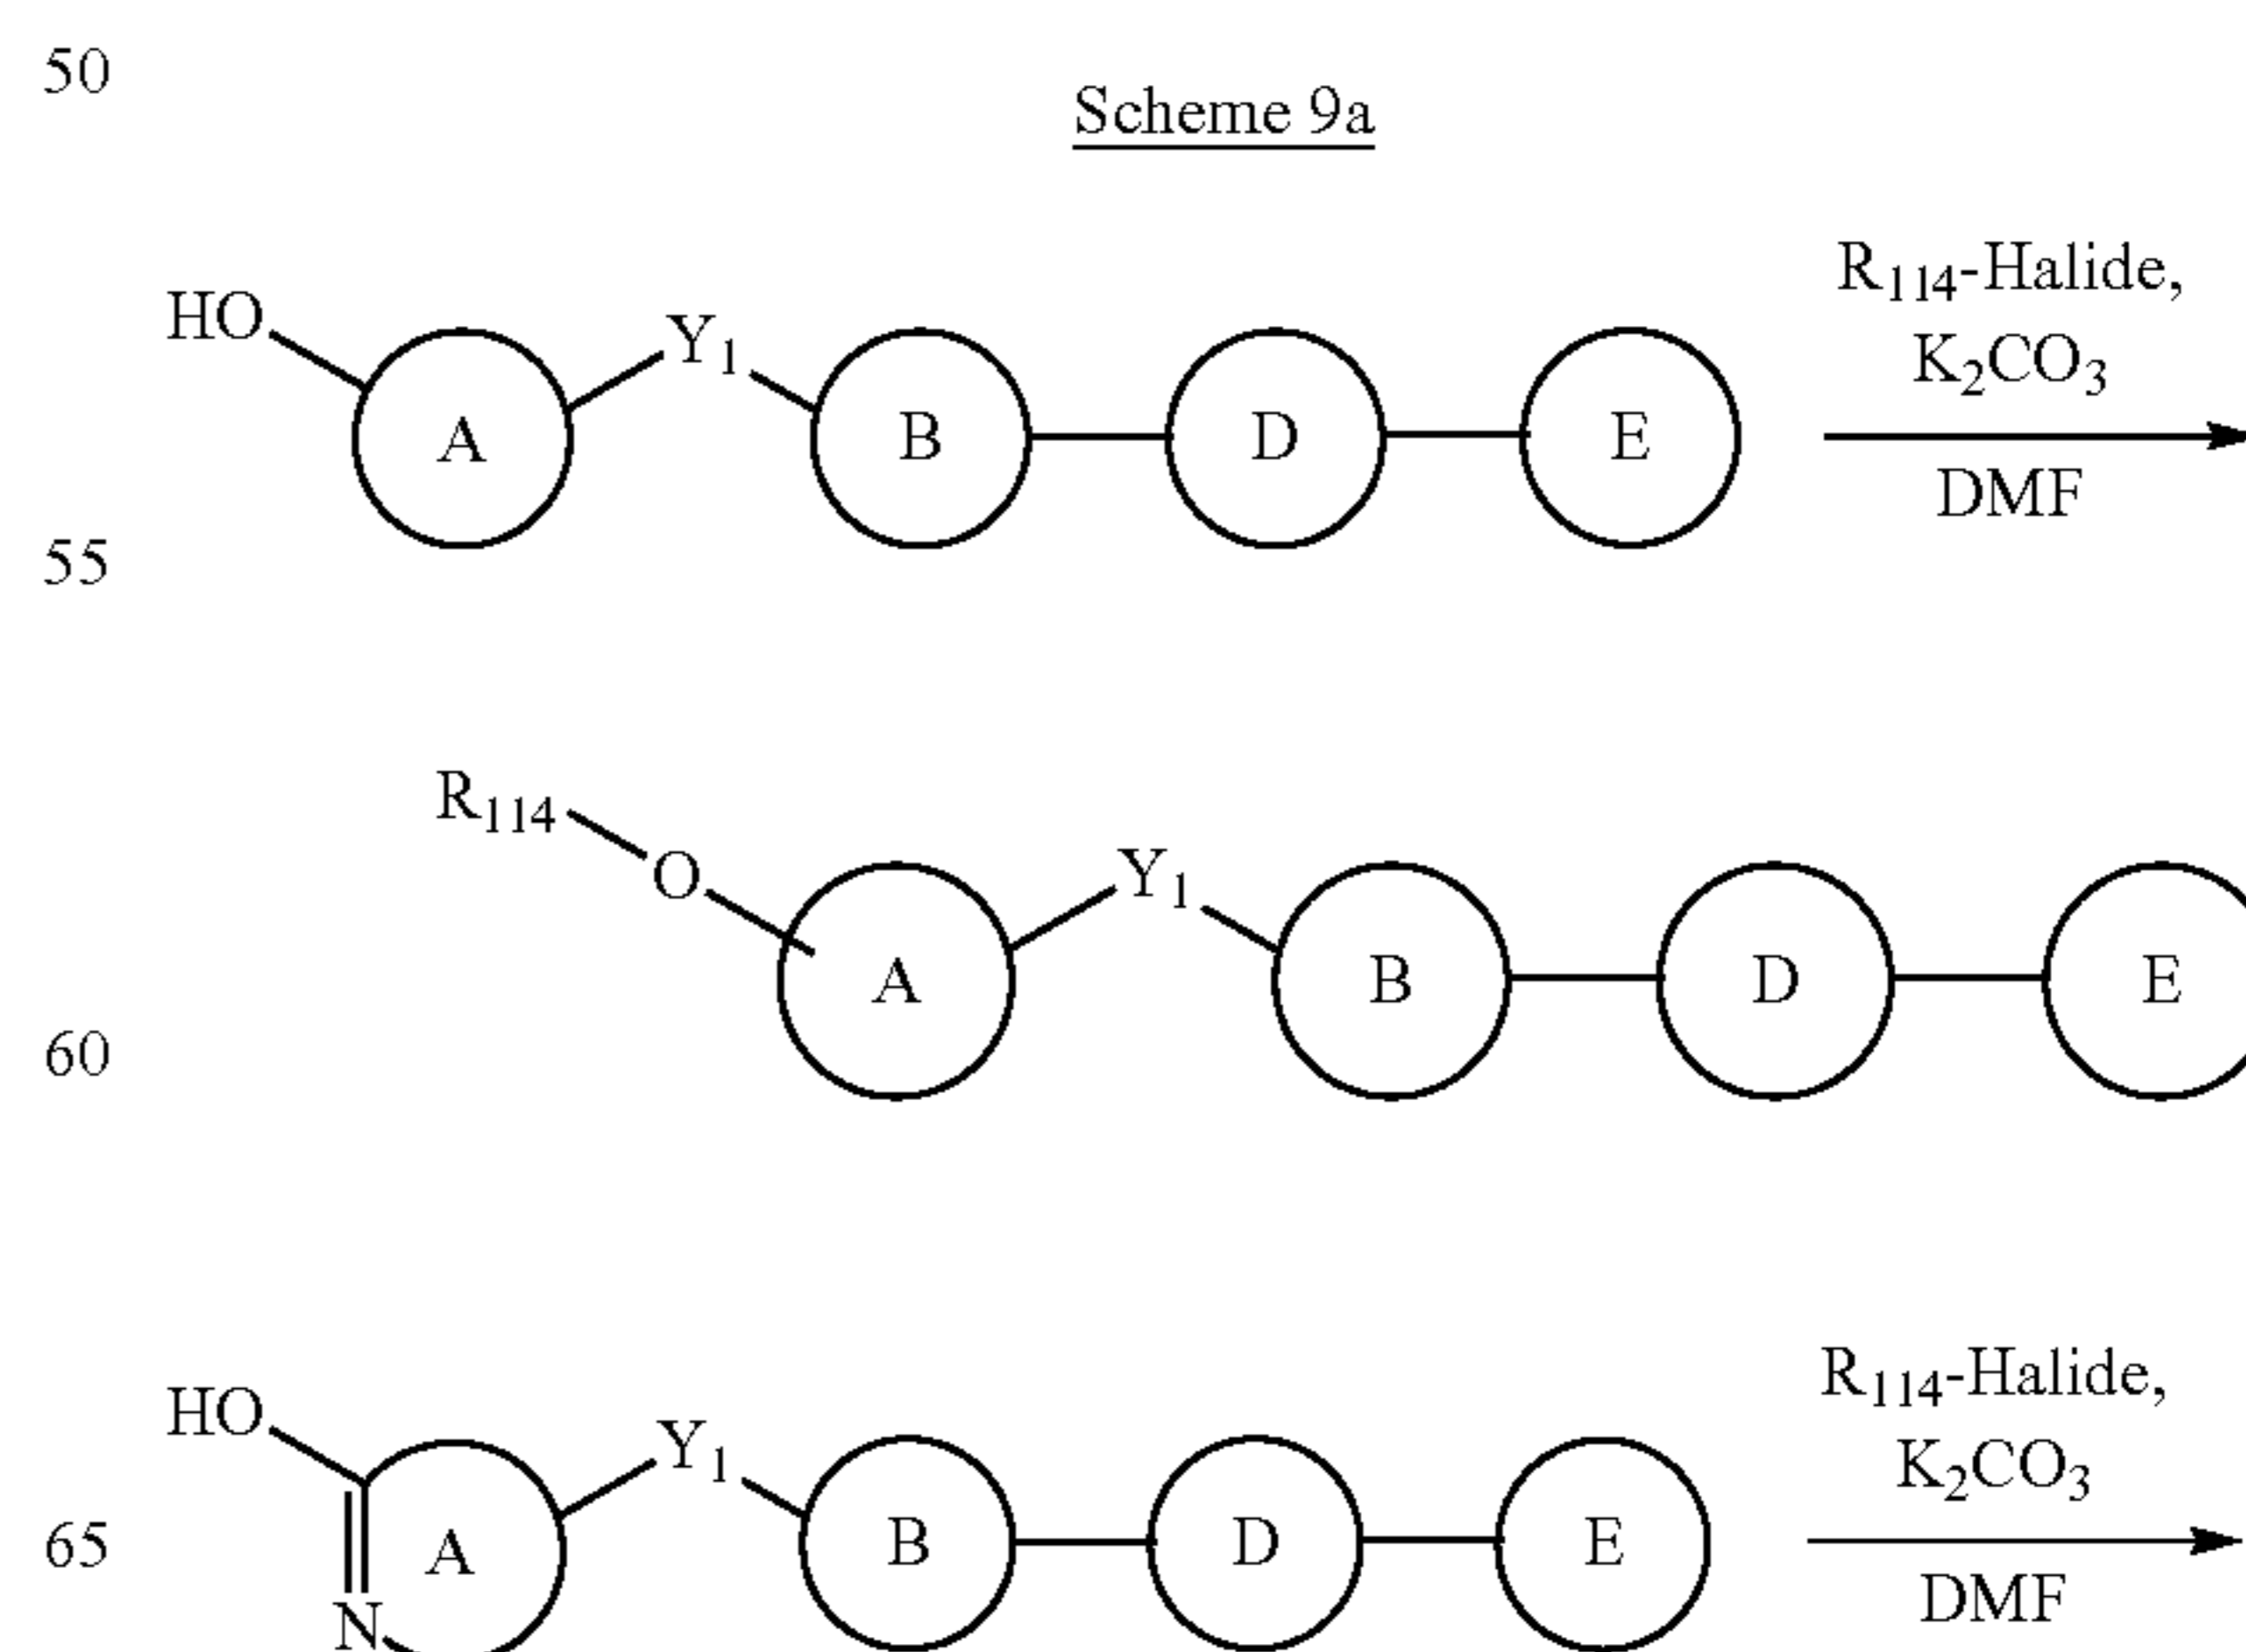 50
Scheme 9a
HO
Y1
A
B
D
E
R114-Halide,
K2CO3
DMF
55
R114
O
Y1
A
B
D
E
60
HO
Y1
A
N
B
D
E
R114-Halide,
K2CO3
DMF
65